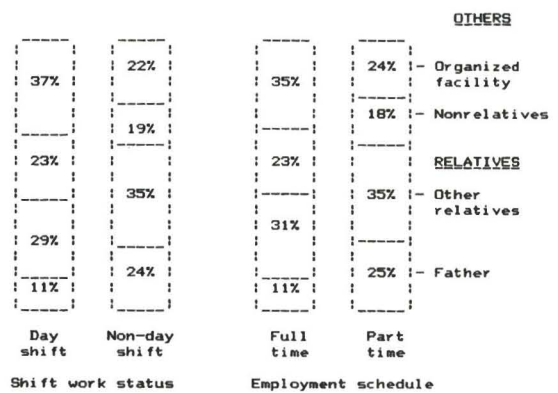 OTHERS
22% 24% Organized
37% 35% facility
19% 18% Nonrelatives
23% 23% RELATIVES
35% 35% Other
31% relatives
29%
24% 25% Father
11% 11%
Day Non-day Full Part
shift shift time time
Shift work status Employment schedule